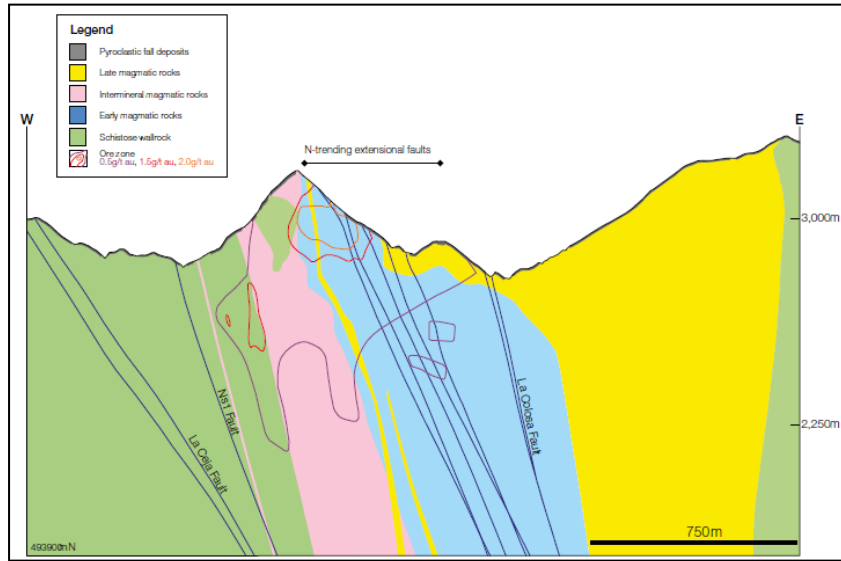 Legend
Pyroclastic fall deposits
Late magmatic rocks
Intermineral magmatic rocks
Early magmatic rocks
Schistose wallrock
Ore zone
0.5g/t au, 1.5g/t au, 2.0g/t au
W
E
N-trending extensional faults
3,000m
2,250m
Ns1 Fault
La Ceja Fault
La Colosa Fault
750m
493900mN